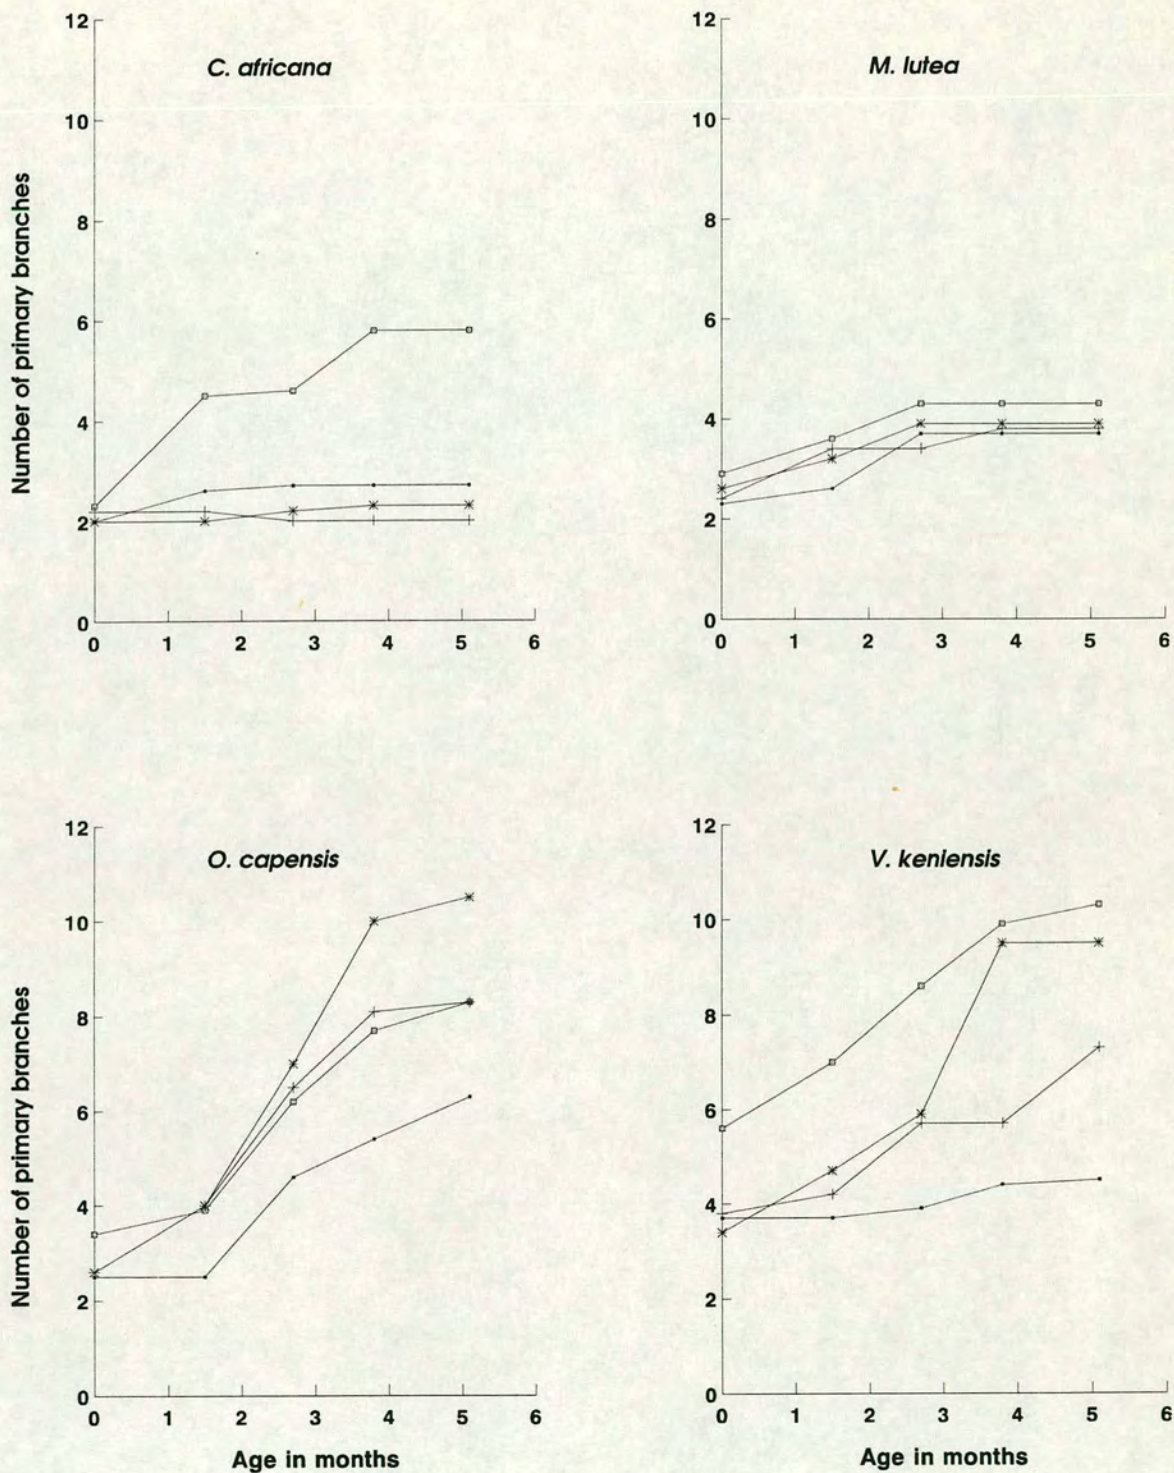 C. africana
Number of primary branches
12
10
8
6
4
2
0
0 1 2 3 4 5 6
M. lutea
12
10
8
6
4
2
0
0 1 2 3 4 5 6
O. capensis
Number of primary branches
12
10
8
6
4
2
0
0 1 2 3 4 5 6
Age in months
V. keniensis
12
10
8
6
4
2
0
0 1 2 3 4 5 6
Age in months